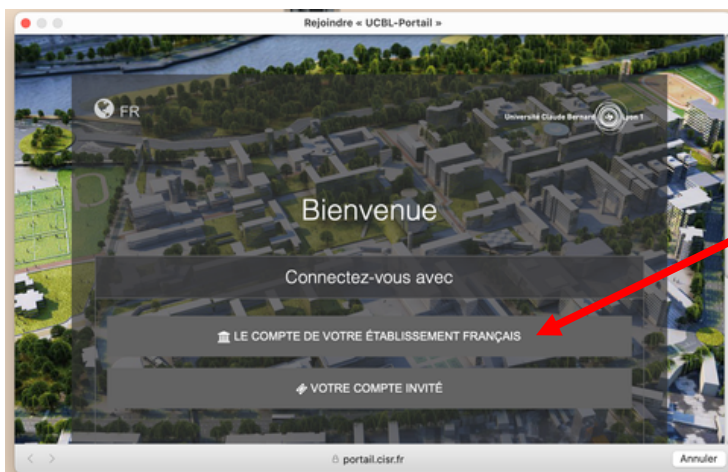 Rejoindre « UCBL-Portail »
FR
Université Claude Bernard Lyon 1
Bienvenue
Connectez-vous avec
LE COMPTE DE VOTRE ÉTABLISSEMENT FRANÇAIS
VOTRE COMPTE INVITÉ
portail.cisr.fr
Annuler